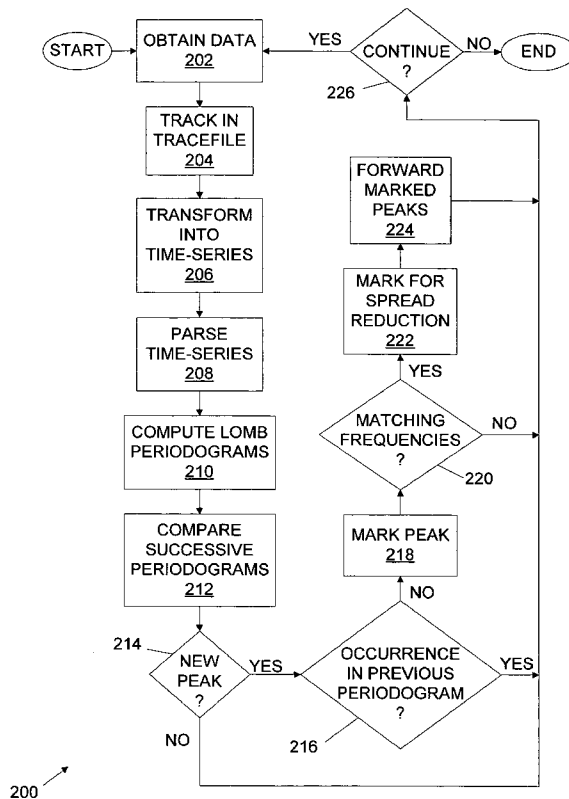 START
OBTAIN DATA
202
YES
CONTINUE
?
NO
END
226
TRACK IN
TRACEFILE
204
TRANSFORM
INTO
TIME-SERIES
206
PARSE
TIME-SERIES
208
COMPUTE LOMB
PERIODOGRAMS
210
COMPARE
SUCCESSIVE
PERIODOGRAMS
212
214
NEW
PEAK
?
YES
NO
OCCURRENCE
IN PREVIOUS
PERIODOGRAM
?
216
YES
NO
MARK PEAK
218
MATCHING
FREQUENCIES
?
220
NO
YES
MARK FOR
SPREAD
REDUCTION
222
FORWARD
MARKED
PEAKS
224
200